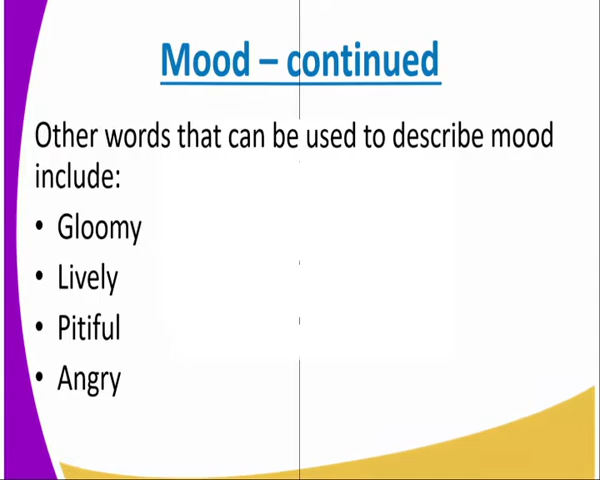 Mood – continued
Other words that can be used to describe mood
include:
• Gloomy
• Lively
• Pitiful
• Angry